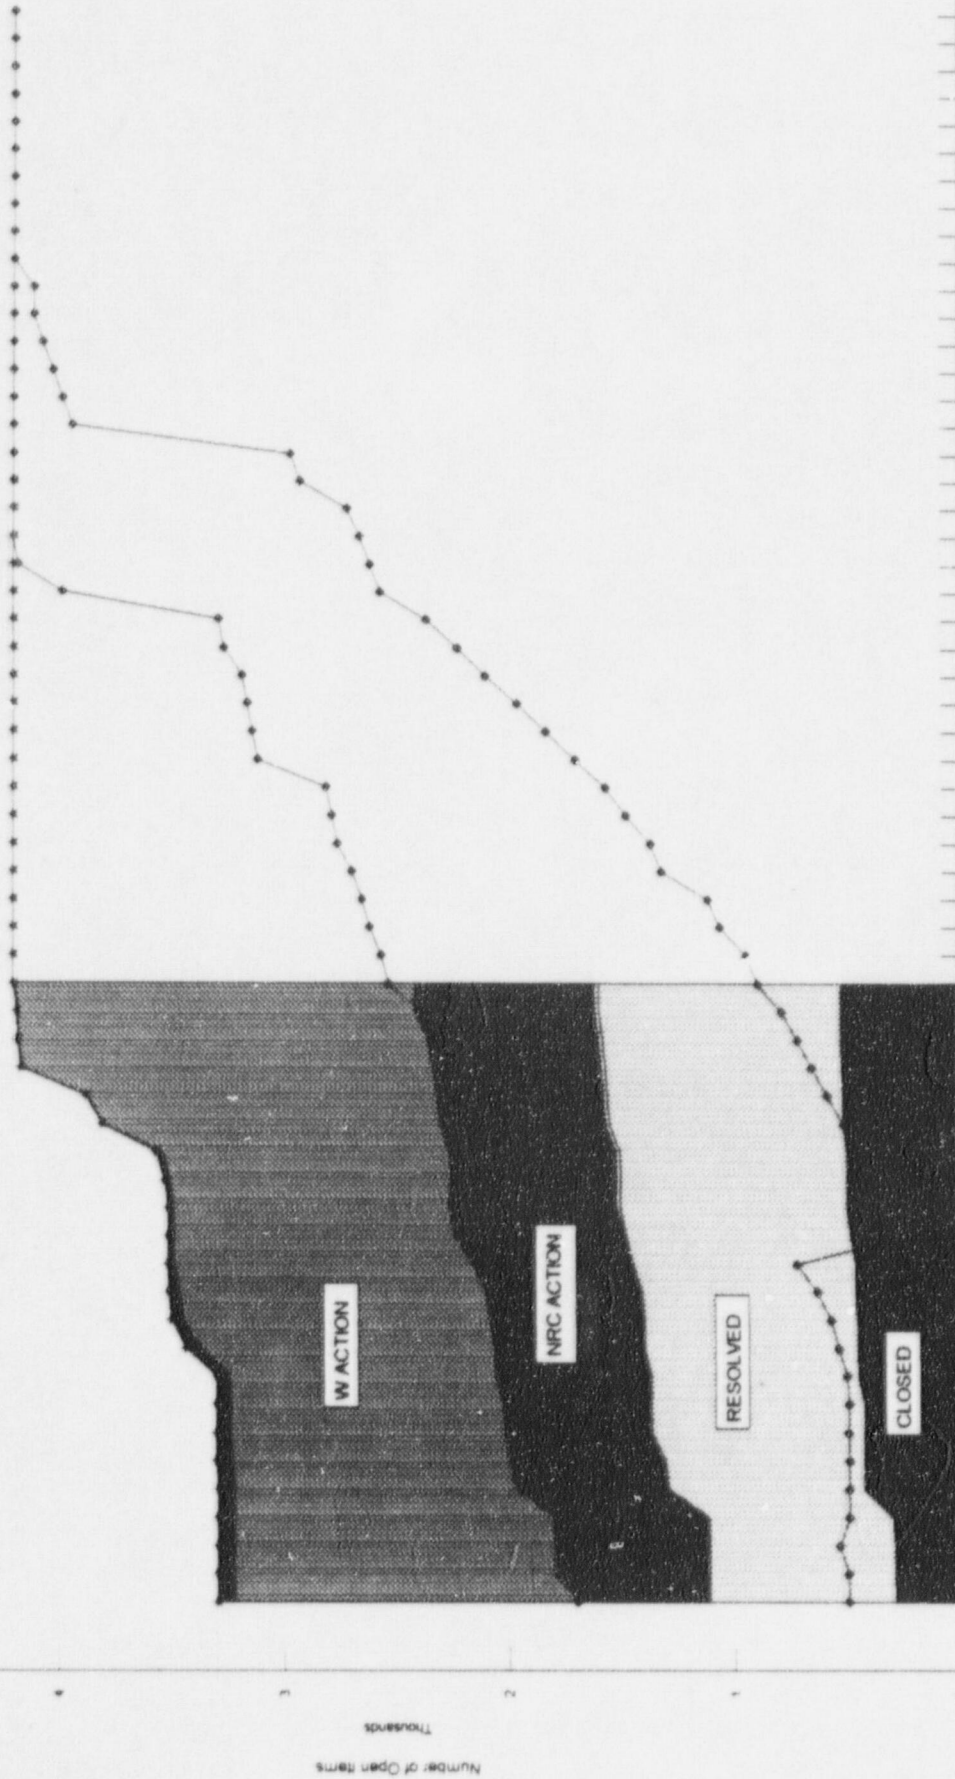 4
3
2
1
Thousands
Number of Open Items
W ACTION
NRC ACTION
RESOLVED
CLOSED